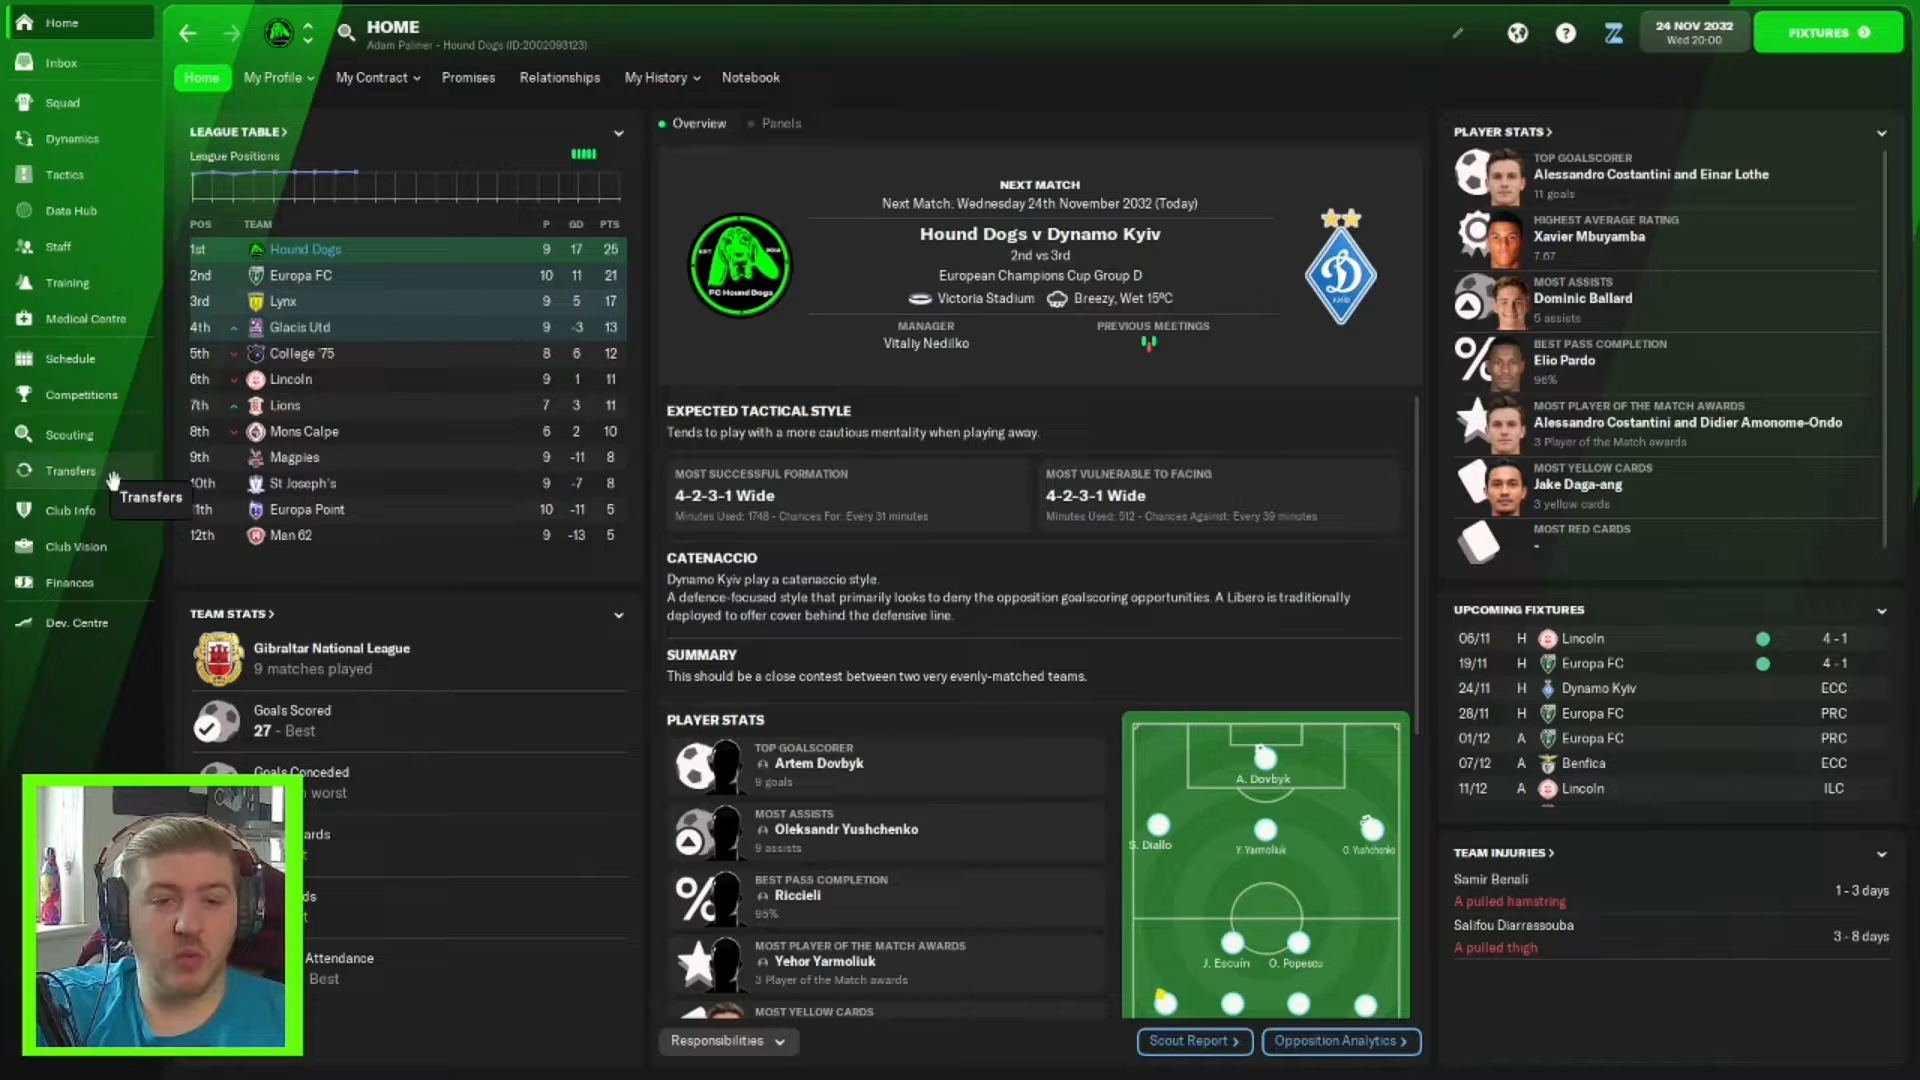 Home
Inbox
Squad
Dynamics
Tactics
Data Hub
Staff
Training
Medical Centre
Schedule
Competitions
Scouting
Transfers
Transfers
Club Info
Club Vision
Finances
Dev. Centre
HOME
Adam Palmer - Hound Dogs (ID:2002093123)
24 NOV 2032
Wed 20:00
FIXTURES
Home
My Profile
My Contract
Promises
Relationships
My History
Notebook
LEAGUE TABLE >
League Positions
POS TEAM P GD PTS
1st Hound Dogs 9 17 25
2nd Europa FC 10 11 21
3rd Lynx 9 5 17
4th Glacis Utd 9 -3 13
5th College '75 8 6 12
6th Lincoln 9 1 11
7th Lions 7 3 11
8th Mons Calpe 6 2 10
9th Magpies 9 -11 8
10th St Joseph's 9 -7 8
11th Europa Point 10 -11 5
12th Man 62 9 -13 5
TEAM STATS >
Gibraltar National League
9 matches played
Goals Scored
27 - Best
Goals Conceded
worst
ards
ds
Attendance
Best
Overview
Panels
FC Hound Dogs
NEXT MATCH
Next Match: Wednesday 24th November 2032 (Today)
Hound Dogs v Dynamo Kyiv
2nd vs 3rd
European Champions Cup Group D
Victoria Stadium Breezy, Wet 15ºC
MANAGER
Vitaliy Nedilko
PREVIOUS MEETINGS
EXPECTED TACTICAL STYLE
Tends to play with a more cautious mentality when playing away.
MOST SUCCESSFUL FORMATION
4-2-3-1 Wide
Minutes Used: 1748 - Chances For: Every 31 minutes
MOST VULNERABLE TO FACING
4-2-3-1 Wide
Minutes Used: 512 - Chances Against: Every 39 minutes
CATENACCIO
Dynamo Kyiv play a catenaccio style.
A defence-focused style that primarily looks to deny the opposition goalscoring opportunities. A Libero is traditionally
deployed to offer cover behind the defensive line.
SUMMARY
This should be a close contest between two very evenly-matched teams.
PLAYER STATS
TOP GOALSCORER
Artem Dovbyk
9 goals
MOST ASSISTS
Oleksandr Yushchenko
9 assists
BEST PASS COMPLETION
Riccieli
95%
MOST PLAYER OF THE MATCH AWARDS
Yehor Yarmoliuk
3 Player of the Match awards
MOST YELLOW CARDS
A. Dovbyk
S. Diallo
Y. Yarmoliuk
O. Yushchenko
J. Escuín
O. Popescu
Responsibilities
Scout Report >
Opposition Analytics >
PLAYER STATS >
TOP GOALSCORER
Alessandro Costantini and Einar Lothe
11 goals
HIGHEST AVERAGE RATING
Xavier Mbuyamba
7.67
MOST ASSISTS
Dominic Ballard
5 assists
BEST PASS COMPLETION
Elio Pardo
96%
MOST PLAYER OF THE MATCH AWARDS
Alessandro Costantini and Didier Amonome-Ondo
3 Player of the Match awards
MOST YELLOW CARDS
Jake Daga-ang
3 yellow cards
MOST RED CARDS
-
UPCOMING FIXTURES
06/11 H Lincoln 4 - 1
19/11 H Europa FC 4 - 1
24/11 H Dynamo Kyiv ECC
28/11 H Europa FC PRC
01/12 A Europa FC PRC
07/12 A Benfica ECC
11/12 A Lincoln ILC
TEAM INJURIES >
Samir Benali
A pulled hamstring
1 - 3 days
Salifou Diarrassouba
A pulled thigh
3 - 8 days